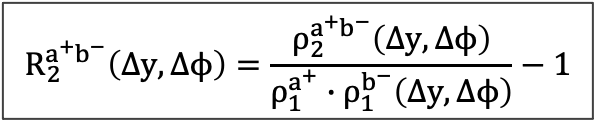 R₂^{a⁺b⁻}(Δy, Δϕ) = ρ₂^{a⁺b⁻}(Δy, Δϕ) / ρ₁^{a⁺} · ρ₁^{b⁻}(Δy, Δϕ) − 1